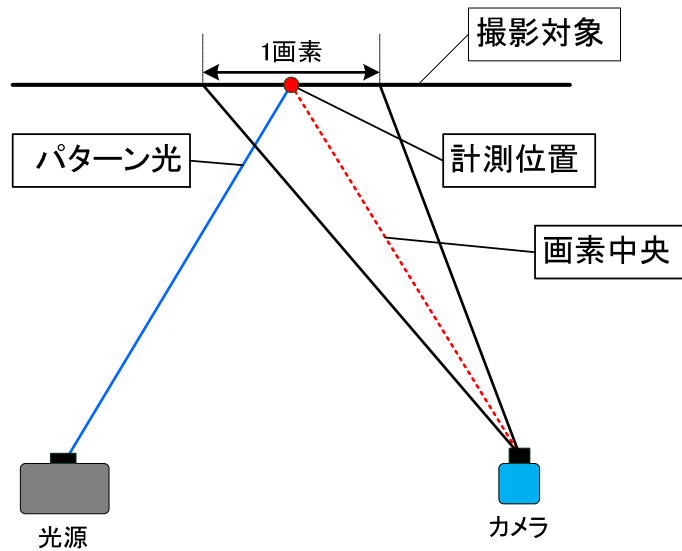 撮影対象
1画素
パターン光
計測位置
画素中央
光源
カメラ